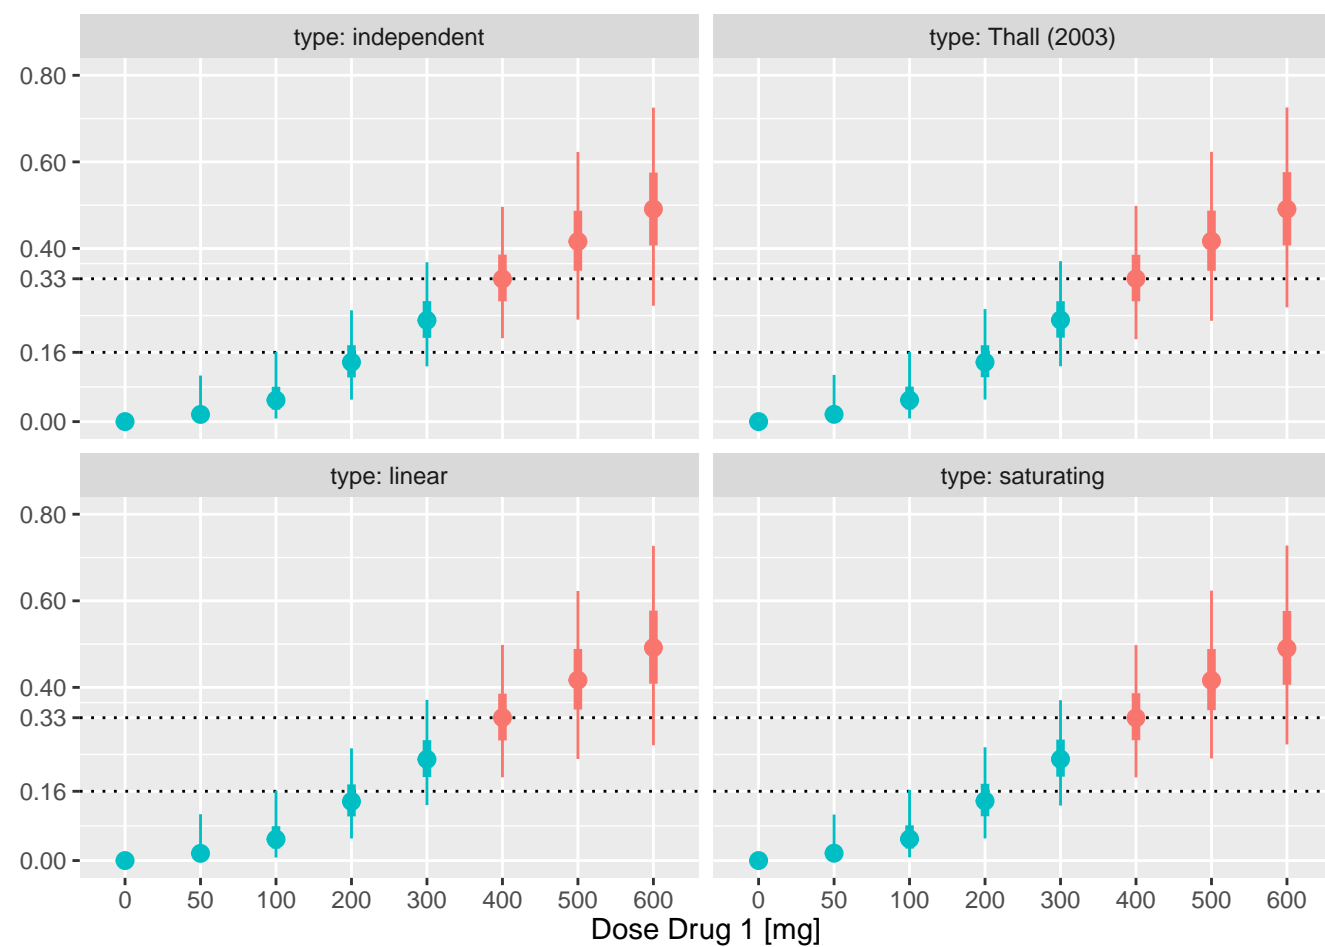 type: independent
type: Thall (2003)
0.80
0.60
0.40
0.33
0.16
0.00
type: linear
type: saturating
0.80
0.60
0.40
0.33
0.16
0.00
0 50 100 200 300 400 500 600
0 50 100 200 300 400 500 600
Dose Drug 1 [mg]